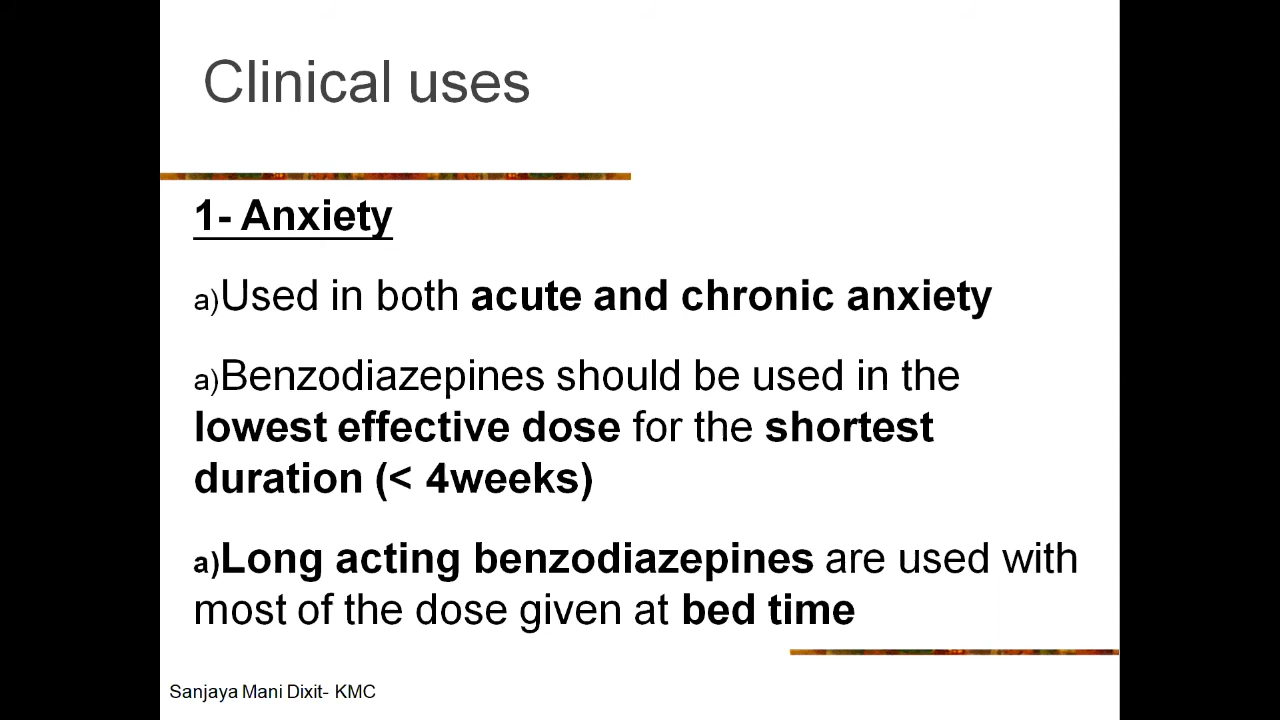 Clinical uses
1- Anxiety
a)Used in both acute and chronic anxiety
a)Benzodiazepines should be used in the
lowest effective dose for the shortest
duration (< 4weeks)
a)Long acting benzodiazepines are used with
most of the dose given at bed time
Sanjaya Mani Dixit- KMC